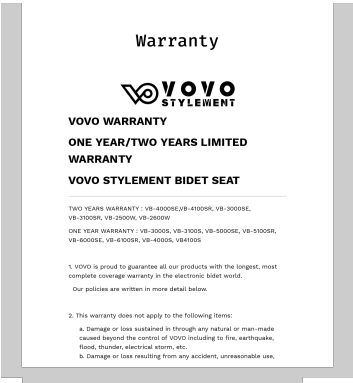 Warranty
VOVO
STYLEMENT
VOVO WARRANTY
ONE YEAR/TWO YEARS LIMITED
WARRANTY
VOVO STYLEMENT BIDET SEAT
TWO YEARS WARRANTY : VB-4000SE,VB-4100SR, VB-3000SE,
VB-3100SR, VB-2500W, VB-2600W
ONE YEAR WARRANTY : VB-3000S, VB-3100S, VB-5000SE, VB-5100SR,
VB-6000SE, VB-6100SR, VB-4000S, VB4100S
1. VOVO is proud to guarantee all our products with the longest, most
complete coverage warranty in the electronic bidet world.
Our policies are written in more detail below.
2. This warranty does not apply to the following items:
a. Damage or loss sustained in through any natural or man-made
caused beyond the control of VOVO including to fire, earthquake,
flood, thunder, electrical storm, etc.
b. Damage or loss resulting from any accident, unreasonable use,